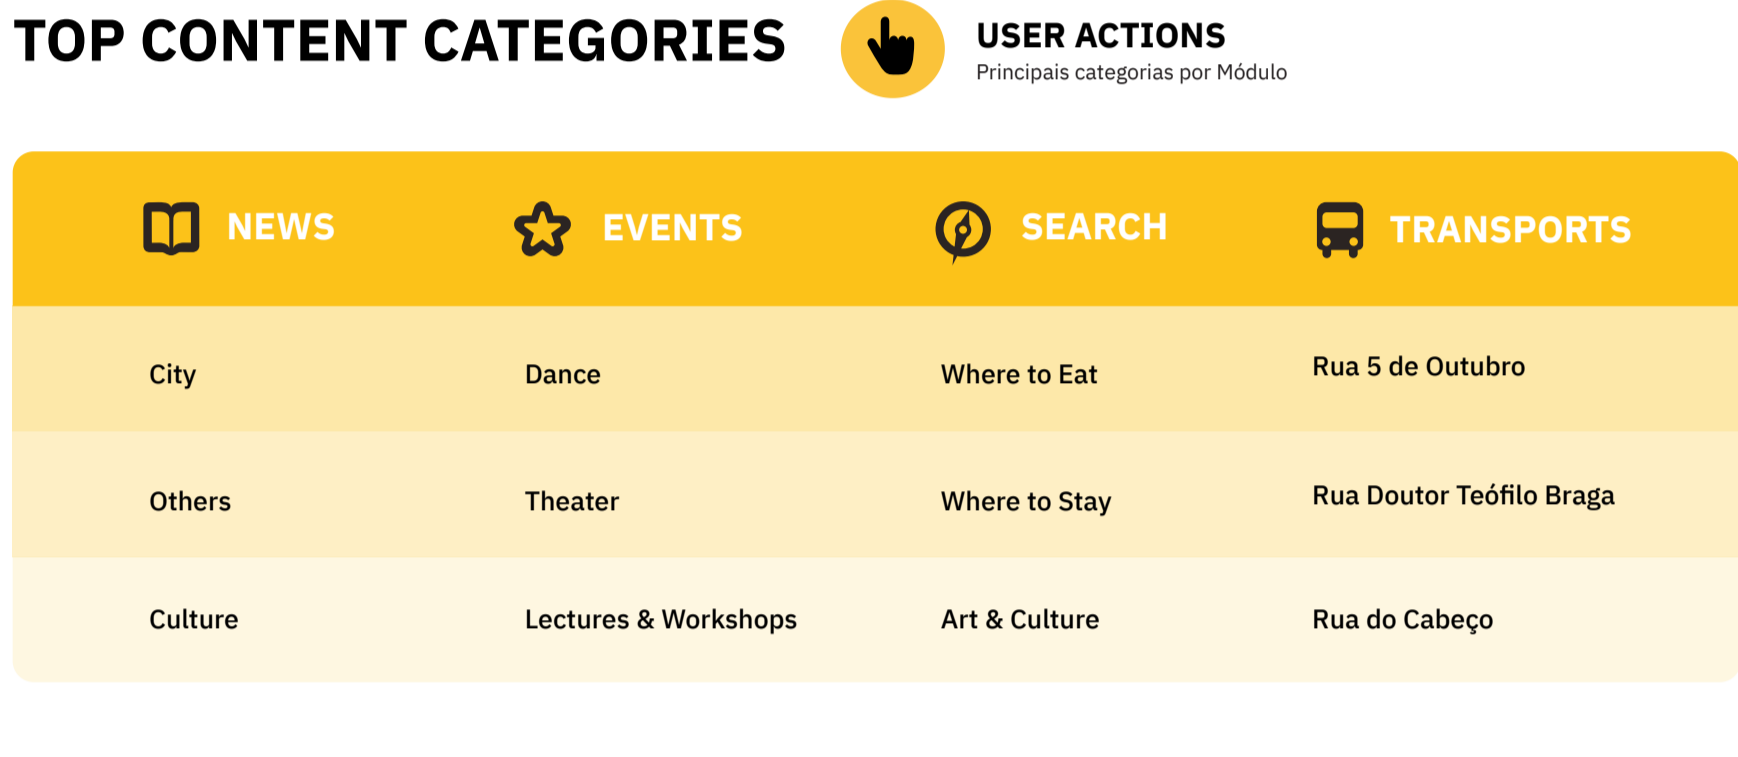 TOP CONTENT CATEGORIES
USER ACTIONS
Principais categorias por Módulo
NEWS EVENTS SEARCH TRANSPORTS
City Dance Where to Eat Rua 5 de Outubro
Others Theater Where to Stay Rua Doutor Teófilo Braga
Culture Lectures & Workshops Art & Culture Rua do Cabeço